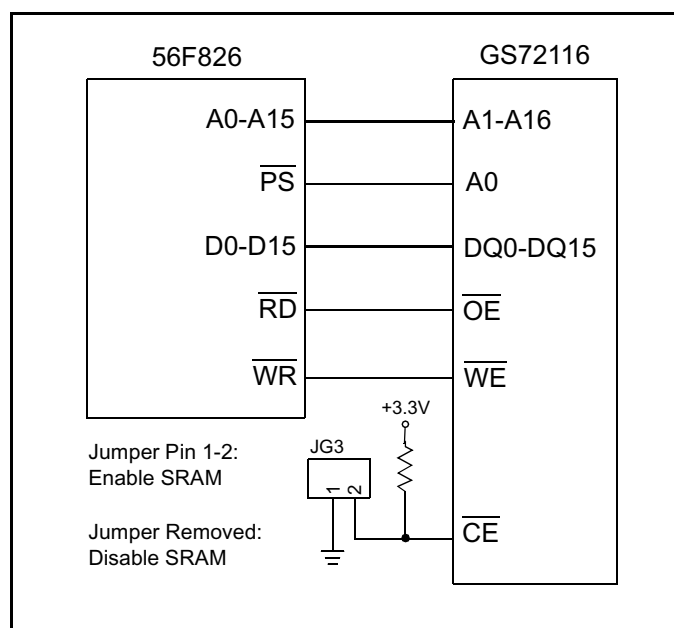 56F826
GS72116
A0-A15
A1-A16
PS
A0
D0-D15
DQ0-DQ15
RD
OE
WR
WE
+3.3V
Jumper Pin 1-2:
Enable SRAM
JG3
1
2
Jumper Removed:
Disable SRAM
CE